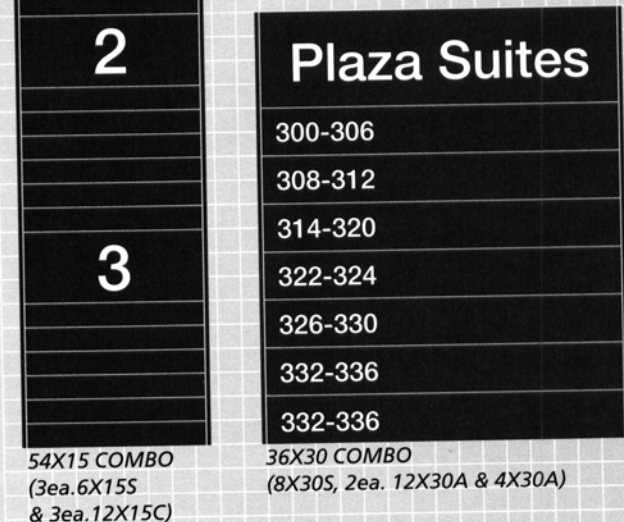 2
3
54X15 COMBO
(3ea.6X15S
& 3ea.12X15C)
Plaza Suites
300-306
308-312
314-320
322-324
326-330
332-336
332-336
36X30 COMBO
(8X30S, 2ea. 12X30A & 4X30A)